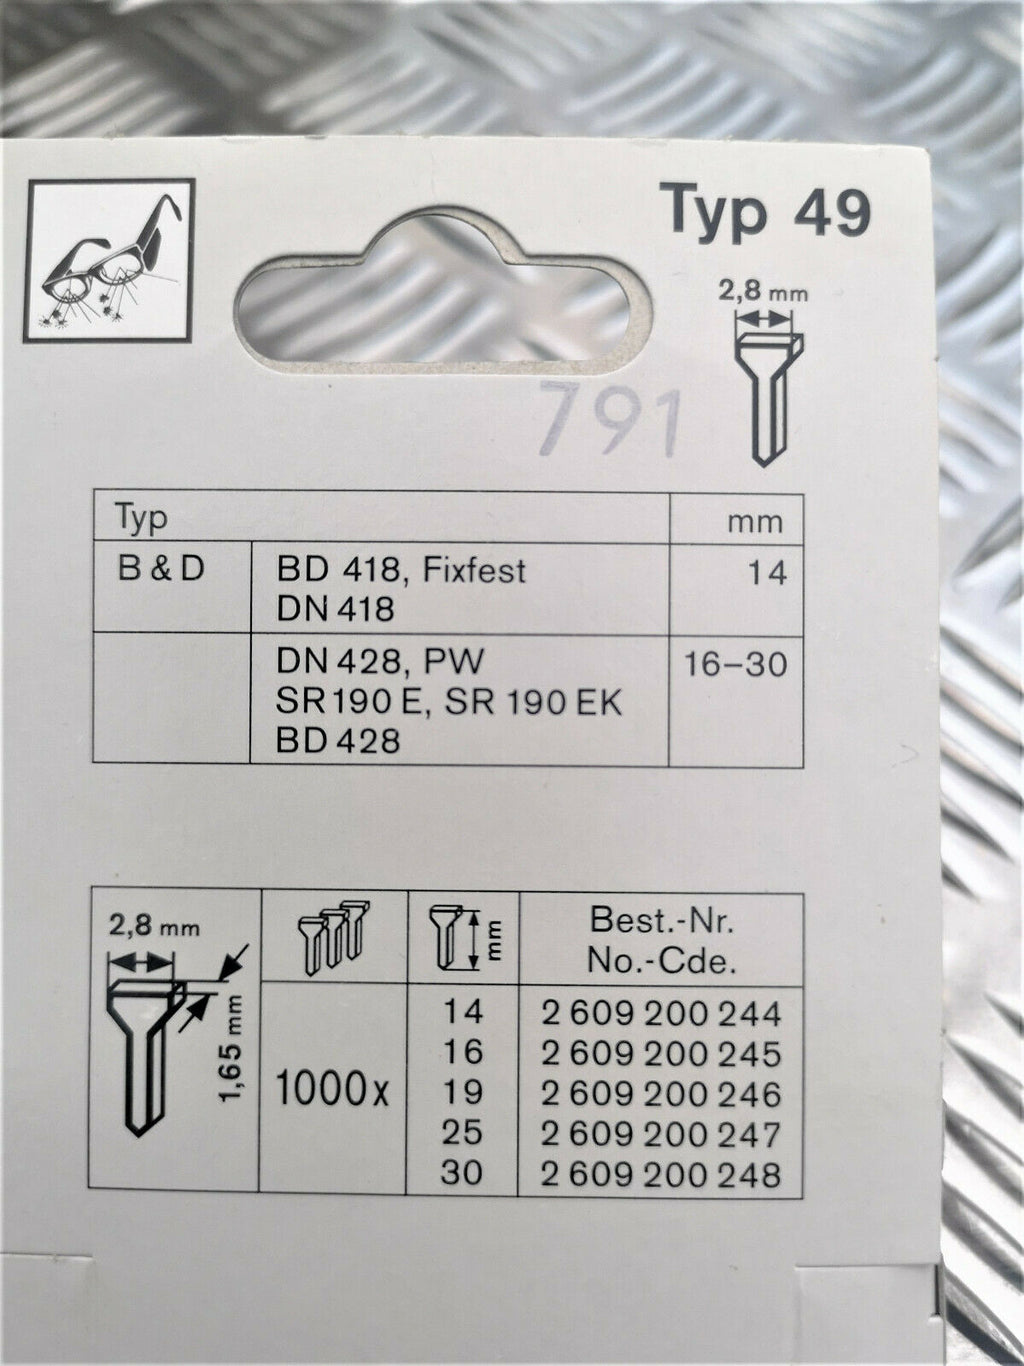 Typ 49
2,8 mm
791
Typ mm
B & D BD 418, Fixfest 14
DN 418
DN 428, PW 16–30
SR 190 E, SR 190 EK
BD 428
2,8 mm
1,65 mm
mm
Best.-Nr.
No.-Cde.
1000x
14 2 609 200 244
16 2 609 200 245
19 2 609 200 246
25 2 609 200 247
30 2 609 200 248